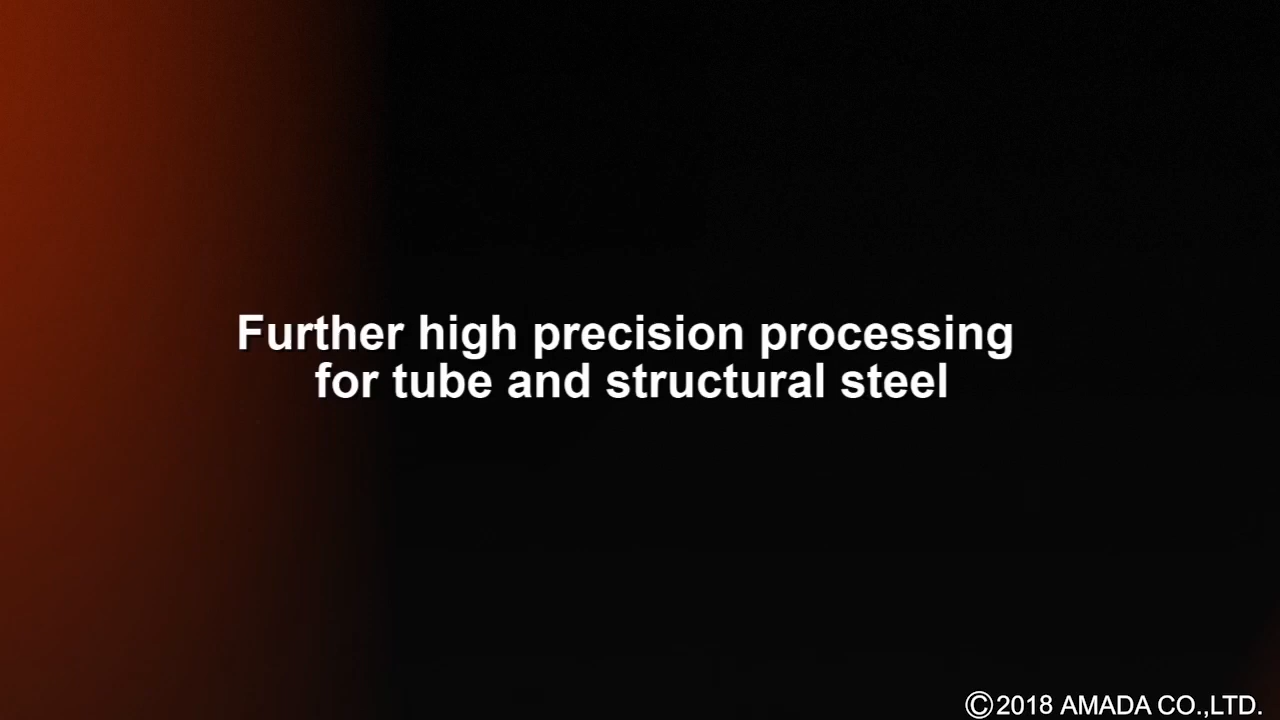 Further high precision processing
for tube and structural steel
©2018 AMADA CO.,LTD.